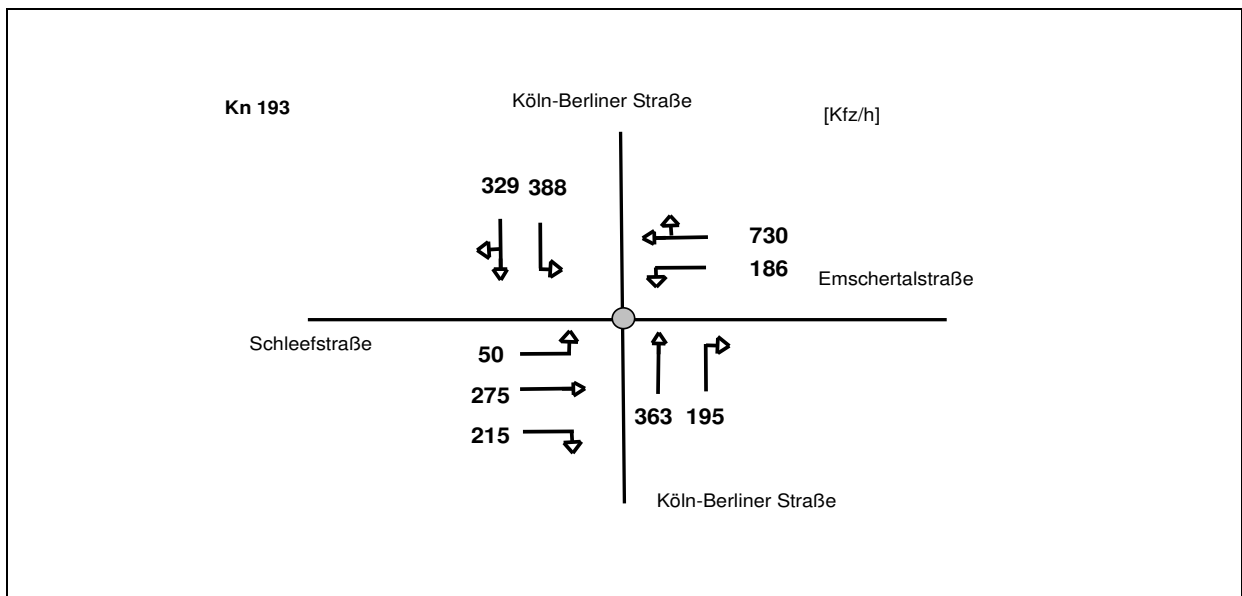 Köln-Berliner Straße
Kn 193
[Kfz/h]
329 388
730
186
Emschertalstraße
Schleefstraße
50
275
363 195
215
Köln-Berliner Straße